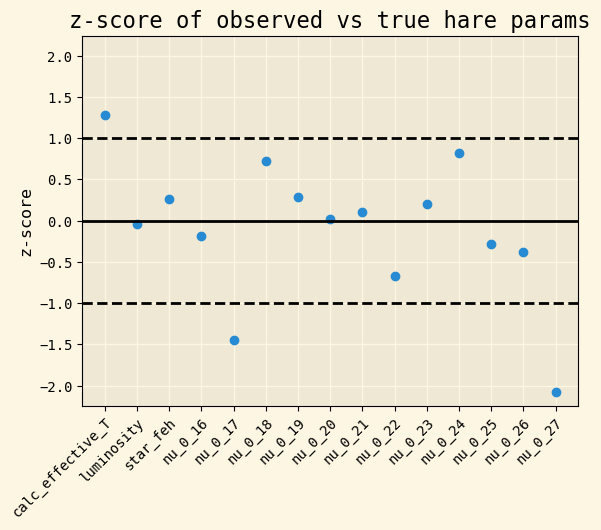 z-score of observed vs true hare params
z-score
2.0
1.5
1.0
0.5
0.0
−0.5
−1.0
−1.5
−2.0
calc_effective_T
luminosity
star_feh
nu_0_16
nu_0_17
nu_0_18
nu_0_19
nu_0_20
nu_0_21
nu_0_22
nu_0_23
nu_0_24
nu_0_25
nu_0_26
nu_0_27